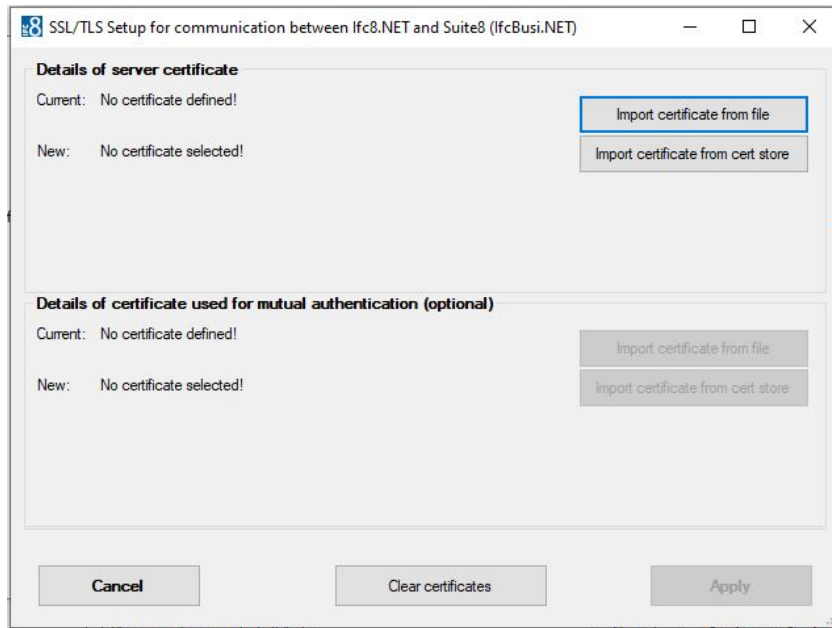 8 SSL/TLS Setup for communication between Ifc8.NET and Suite8 (IfcBusi.NET)
Details of server certificate
Current: No certificate defined!
Import certificate from file
New: No certificate selected!
Import certificate from cert store
Details of certificate used for mutual authentication (optional)
Current: No certificate defined!
Import certificate from file
New: No certificate selected!
Import certificate from cert store
Cancel Clear certificates Apply